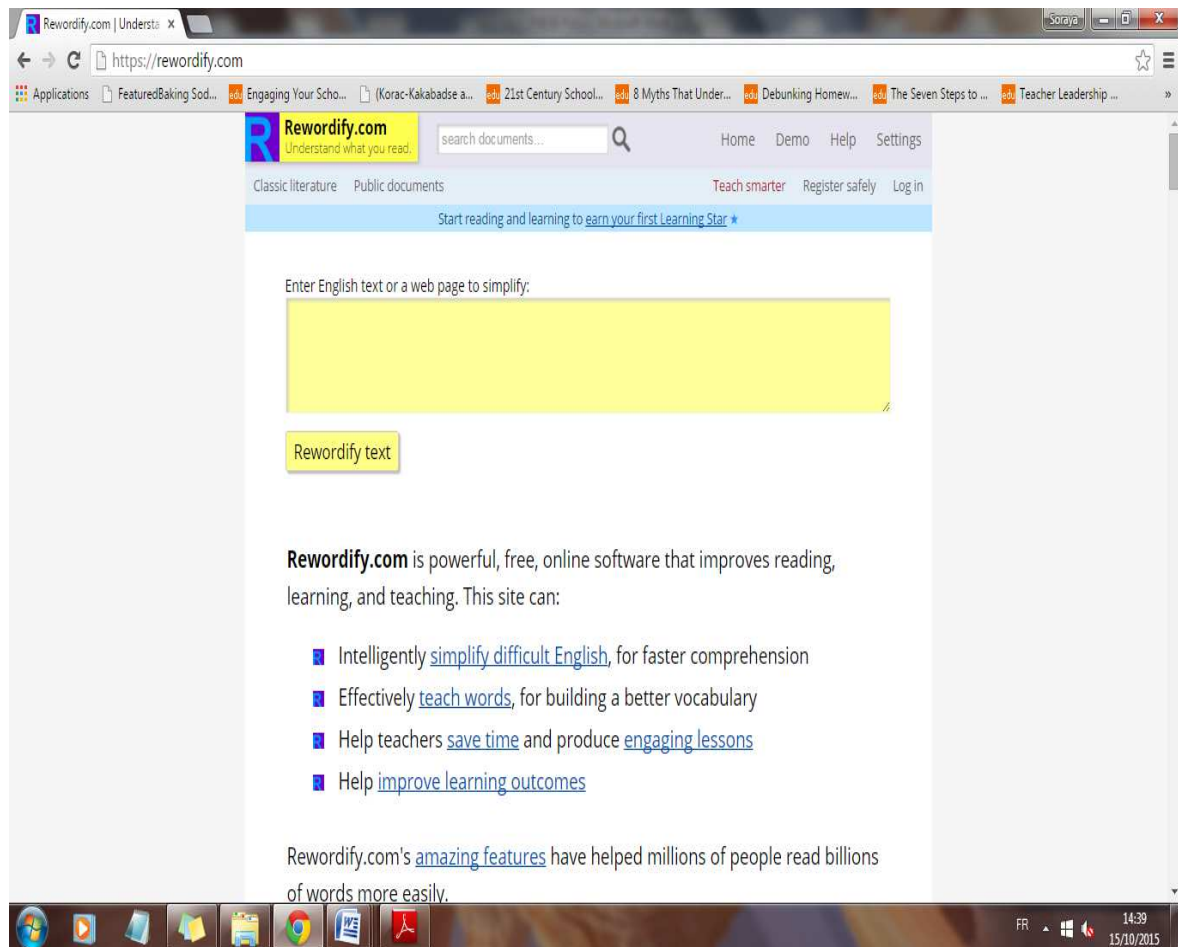 Rewordify.com | Understa
Soraya
https://rewordify.com
Applications FeaturedBaking Sod... Engaging Your Scho... (Korac-Kakabadse a... 21st Century School... 8 Myths That Under... Debunking Homew... The Seven Steps to ... Teacher Leadership ... »
R Rewordify.com
Understand what you read.
search documents...
Home Demo Help Settings
Classic literature Public documents Teach smarter Register safely Log in
Start reading and learning to earn your first Learning Star ★
Enter English text or a web page to simplify:
Rewordify text
Rewordify.com is powerful, free, online software that improves reading,
learning, and teaching. This site can:
Intelligently simplify difficult English, for faster comprehension
Effectively teach words, for building a better vocabulary
Help teachers save time and produce engaging lessons
Help improve learning outcomes
Rewordify.com's amazing features have helped millions of people read billions
of words more easily.
FR 14:39
15/10/2015